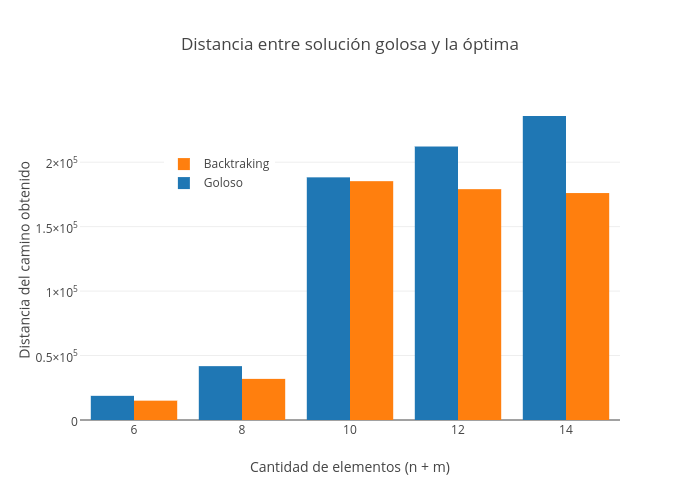 Distancia entre solución golosa y la óptima
Backtraking
Goloso
Distancia del camino obtenido
2×10⁵
1.5×10⁵
1×10⁵
0.5×10⁵
0
6
8
10
12
14
Cantidad de elementos (n + m)